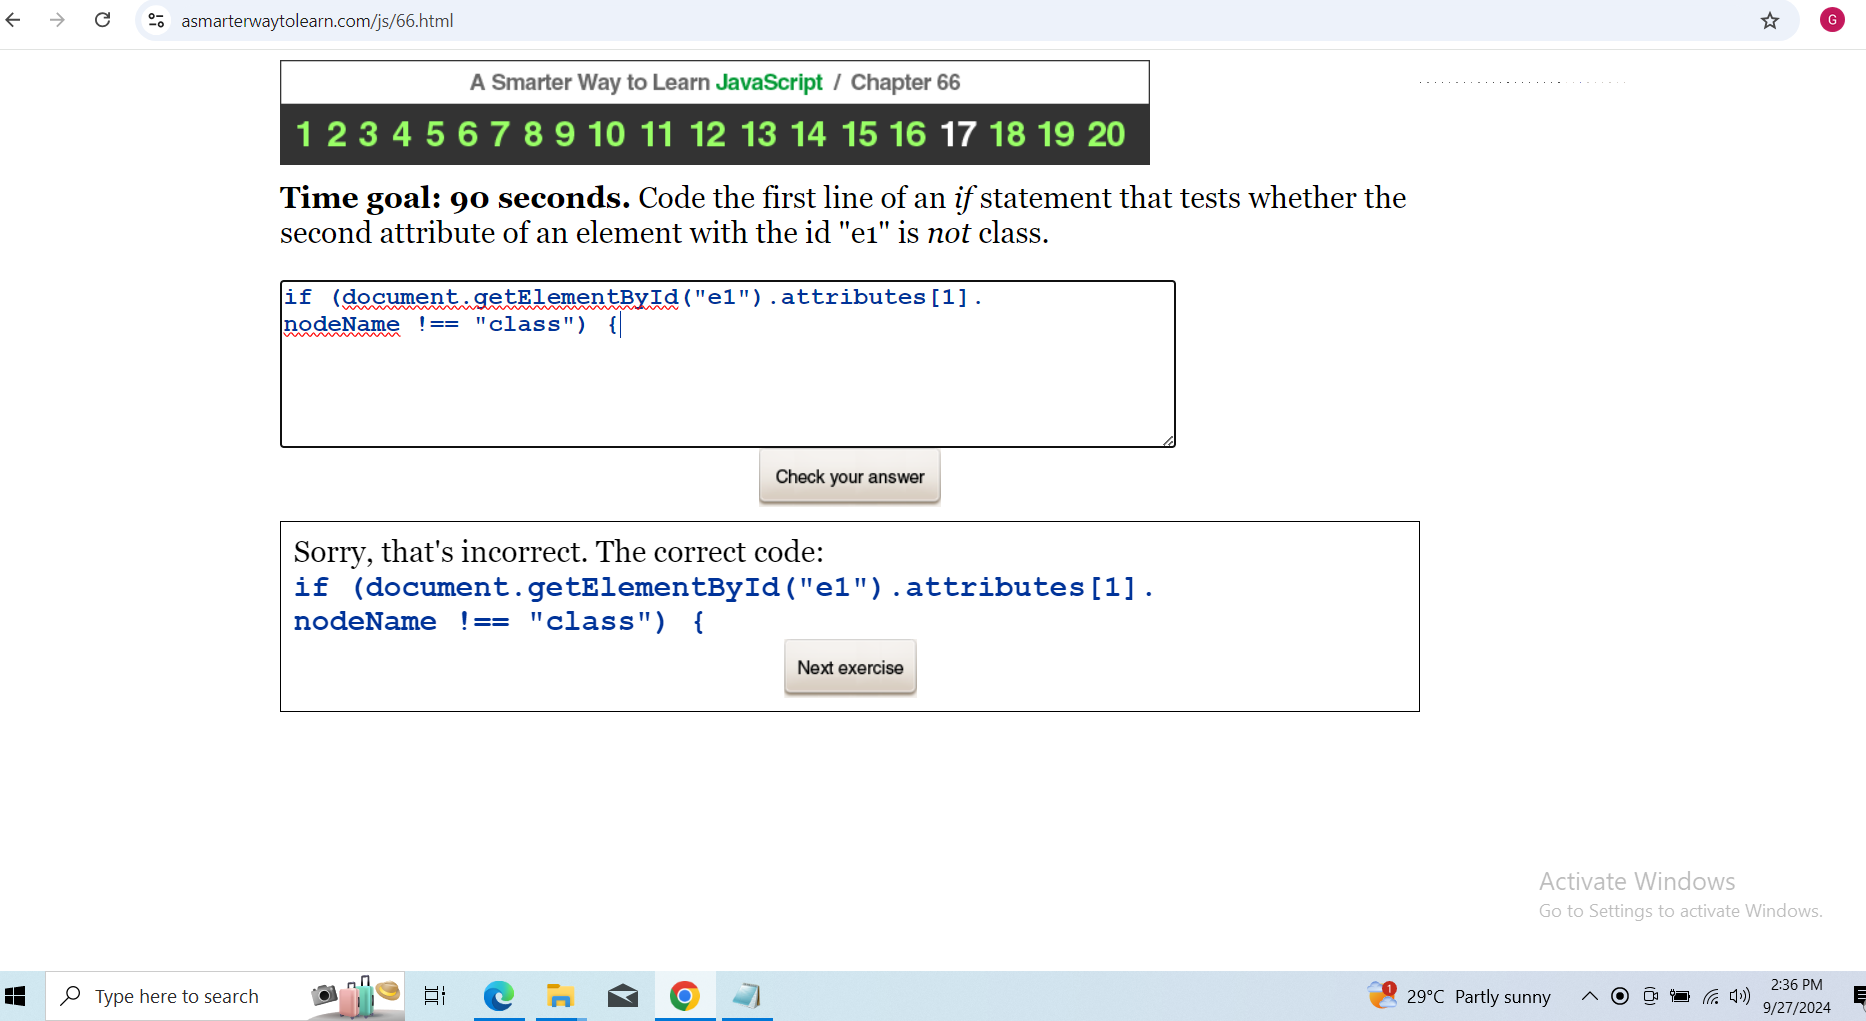 asmarterwaytolearn.com/js/66.html
G
A Smarter Way to Learn JavaScript / Chapter 66
1 2 3 4 5 6 7 8 9 10 11 12 13 14 15 16 17 18 19 20
Time goal: 90 seconds. Code the first line of an if statement that tests whether the
second attribute of an element with the id "e1" is not class.
if (document.getElementById("e1").attributes[1].
nodeName !== "class") {
Check your answer
Sorry, that's incorrect. The correct code:
if (document.getElementById("e1").attributes[1].
nodeName !== "class") {
Next exercise
Activate Windows
Go to Settings to activate Windows.
Type here to search
1
29°C Partly sunny
2:36 PM
9/27/2024